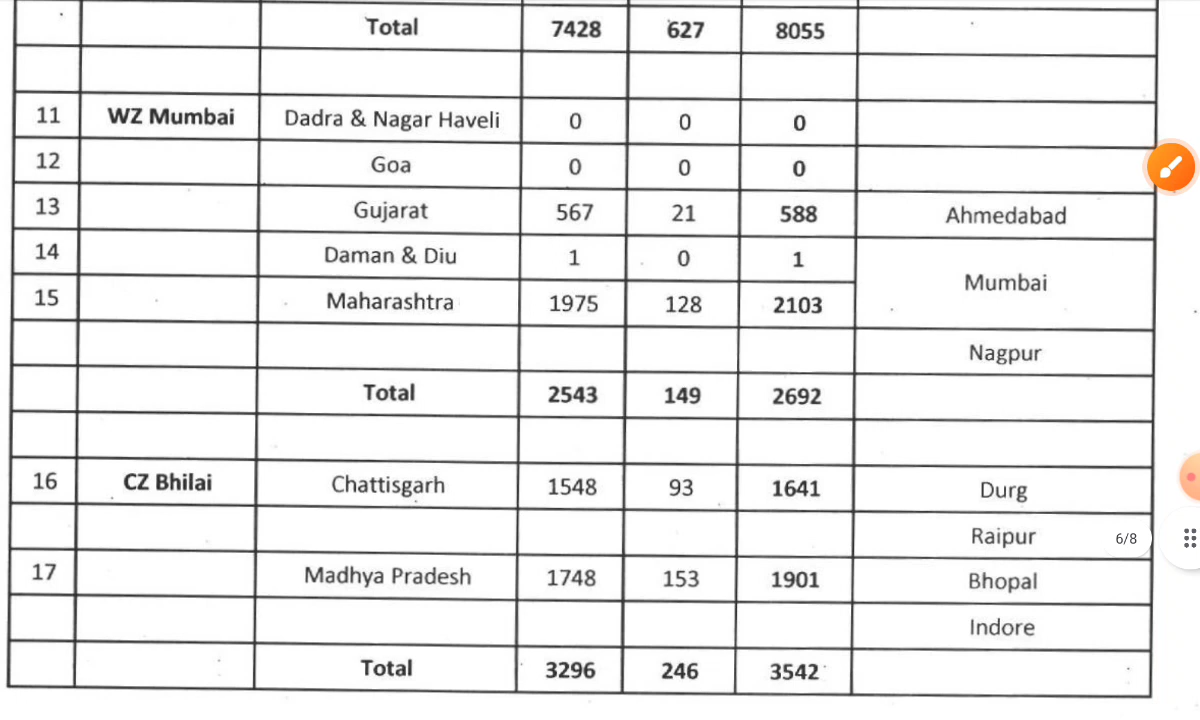 Total 7428 627 8055
11 WZ Mumbai Dadra & Nagar Haveli 0 0 0
12 Goa 0 0 0
13 Gujarat 567 21 588 Ahmedabad
14 Daman & Diu 1 0 1
Mumbai
15 Maharashtra 1975 128 2103
Nagpur
Total 2543 149 2692
16 CZ Bhilai Chattisgarh 1548 93 1641 Durg
Raipur 6/8
17 Madhya Pradesh 1748 153 1901 Bhopal
Indore
Total 3296 246 3542